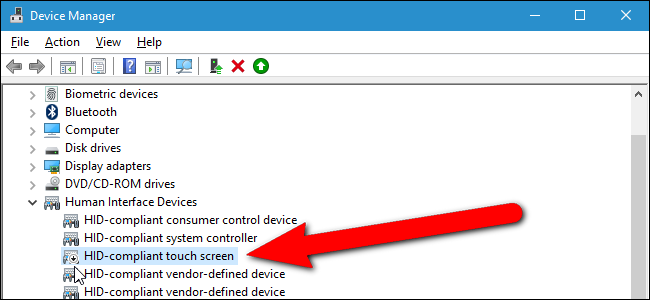 Device Manager
File Action View Help
Biometric devices
Bluetooth
Computer
Disk drives
Display adapters
DVD/CD-ROM drives
Human Interface Devices
HID-compliant consumer control device
HID-compliant system controller
HID-compliant touch screen
HID-compliant vendor-defined device
HID-compliant vendor-defined device